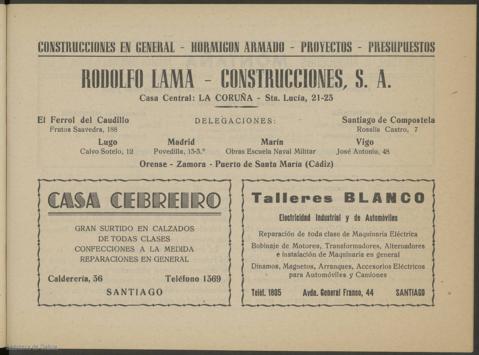 CONSTRUCCIONES EN GENERAL - HORMIGON ARMADO - PROYECTOS - PRESUPUESTOS
RODOLFO LAMA - CONSTRUCCIONES, S. A.
Casa Central: LA CORUÑA - Sta. Lucía, 21-23
DELEGACIONES:
El Ferrol del Caudillo
Frutos Saavedra, 188
Santiago de Compostela
Rosalía Castro, 7
Lugo
Calvo Sotelo, 12
Madrid
Povedilla, 13-3.º
Marín
Obras Escuela Naval Militar
Vigo
José Antonio, 48
Orense - Zamora - Puerto de Santa María (Cádiz)
CASA CEBREIRO
GRAN SURTIDO EN CALZADOS
DE TODAS CLASES
CONFECCIONES A LA MEDIDA
REPARACIONES EN GENERAL
Calderería, 36 Teléfono 1369
SANTIAGO
Talleres BLANCO
Electricidad Industrial y de Automóviles
Reparación de toda clase de Maquinaria Eléctrica
Bobinaje de Motores, Transformadores, Alternadores
e instalación de Maquinaria en general
Dinamos, Magnetos, Arranques, Accesorios Eléctricos
para Automóviles y Camiones
Teléf. 1805 Avda. General Franco, 44 SANTIAGO
Biblioteca de Galicia